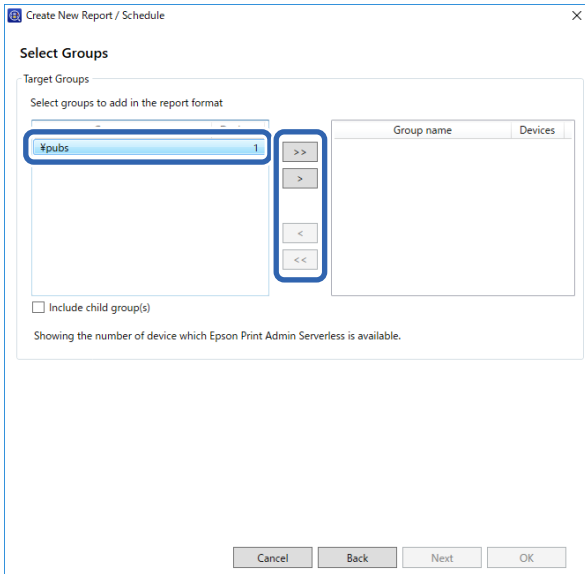 Create New Report / Schedule
Select Groups
Target Groups
Select groups to add in the report format
Group name Devices
¥pubs 1
>>
>
<
<<
Include child group(s)
Showing the number of device which Epson Print Admin Serverless is available.
Cancel Back Next OK